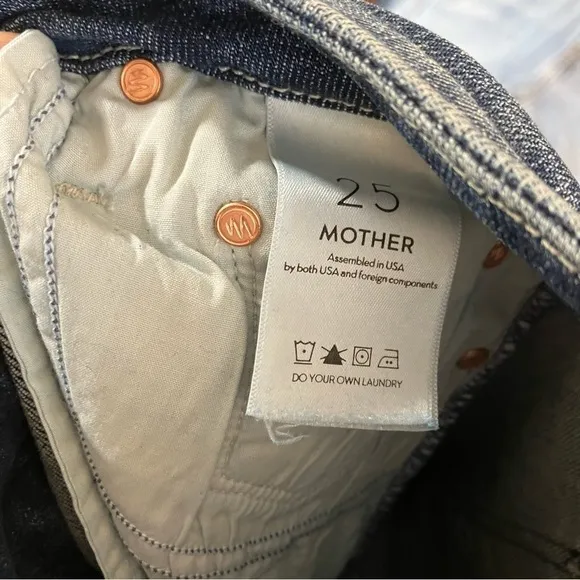 25
MOTHER
Assembled in USA
by both USA and foreign components
DO YOUR OWN LAUNDRY